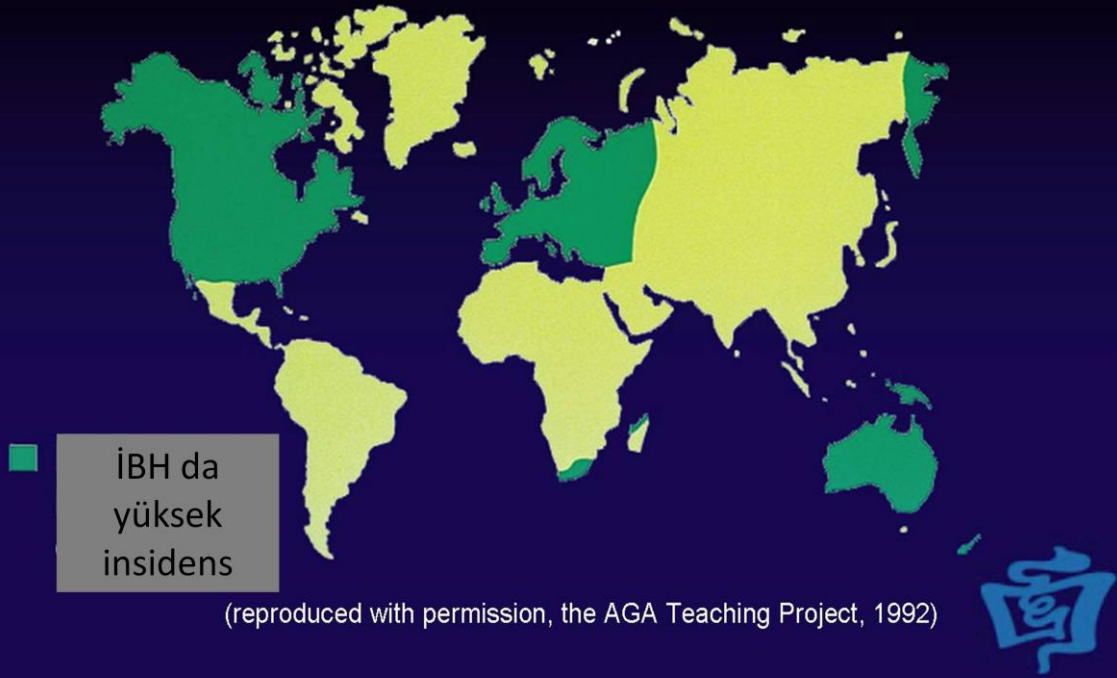 İBH da
yüksek
insidens
(reproduced with permission, the AGA Teaching Project, 1992)